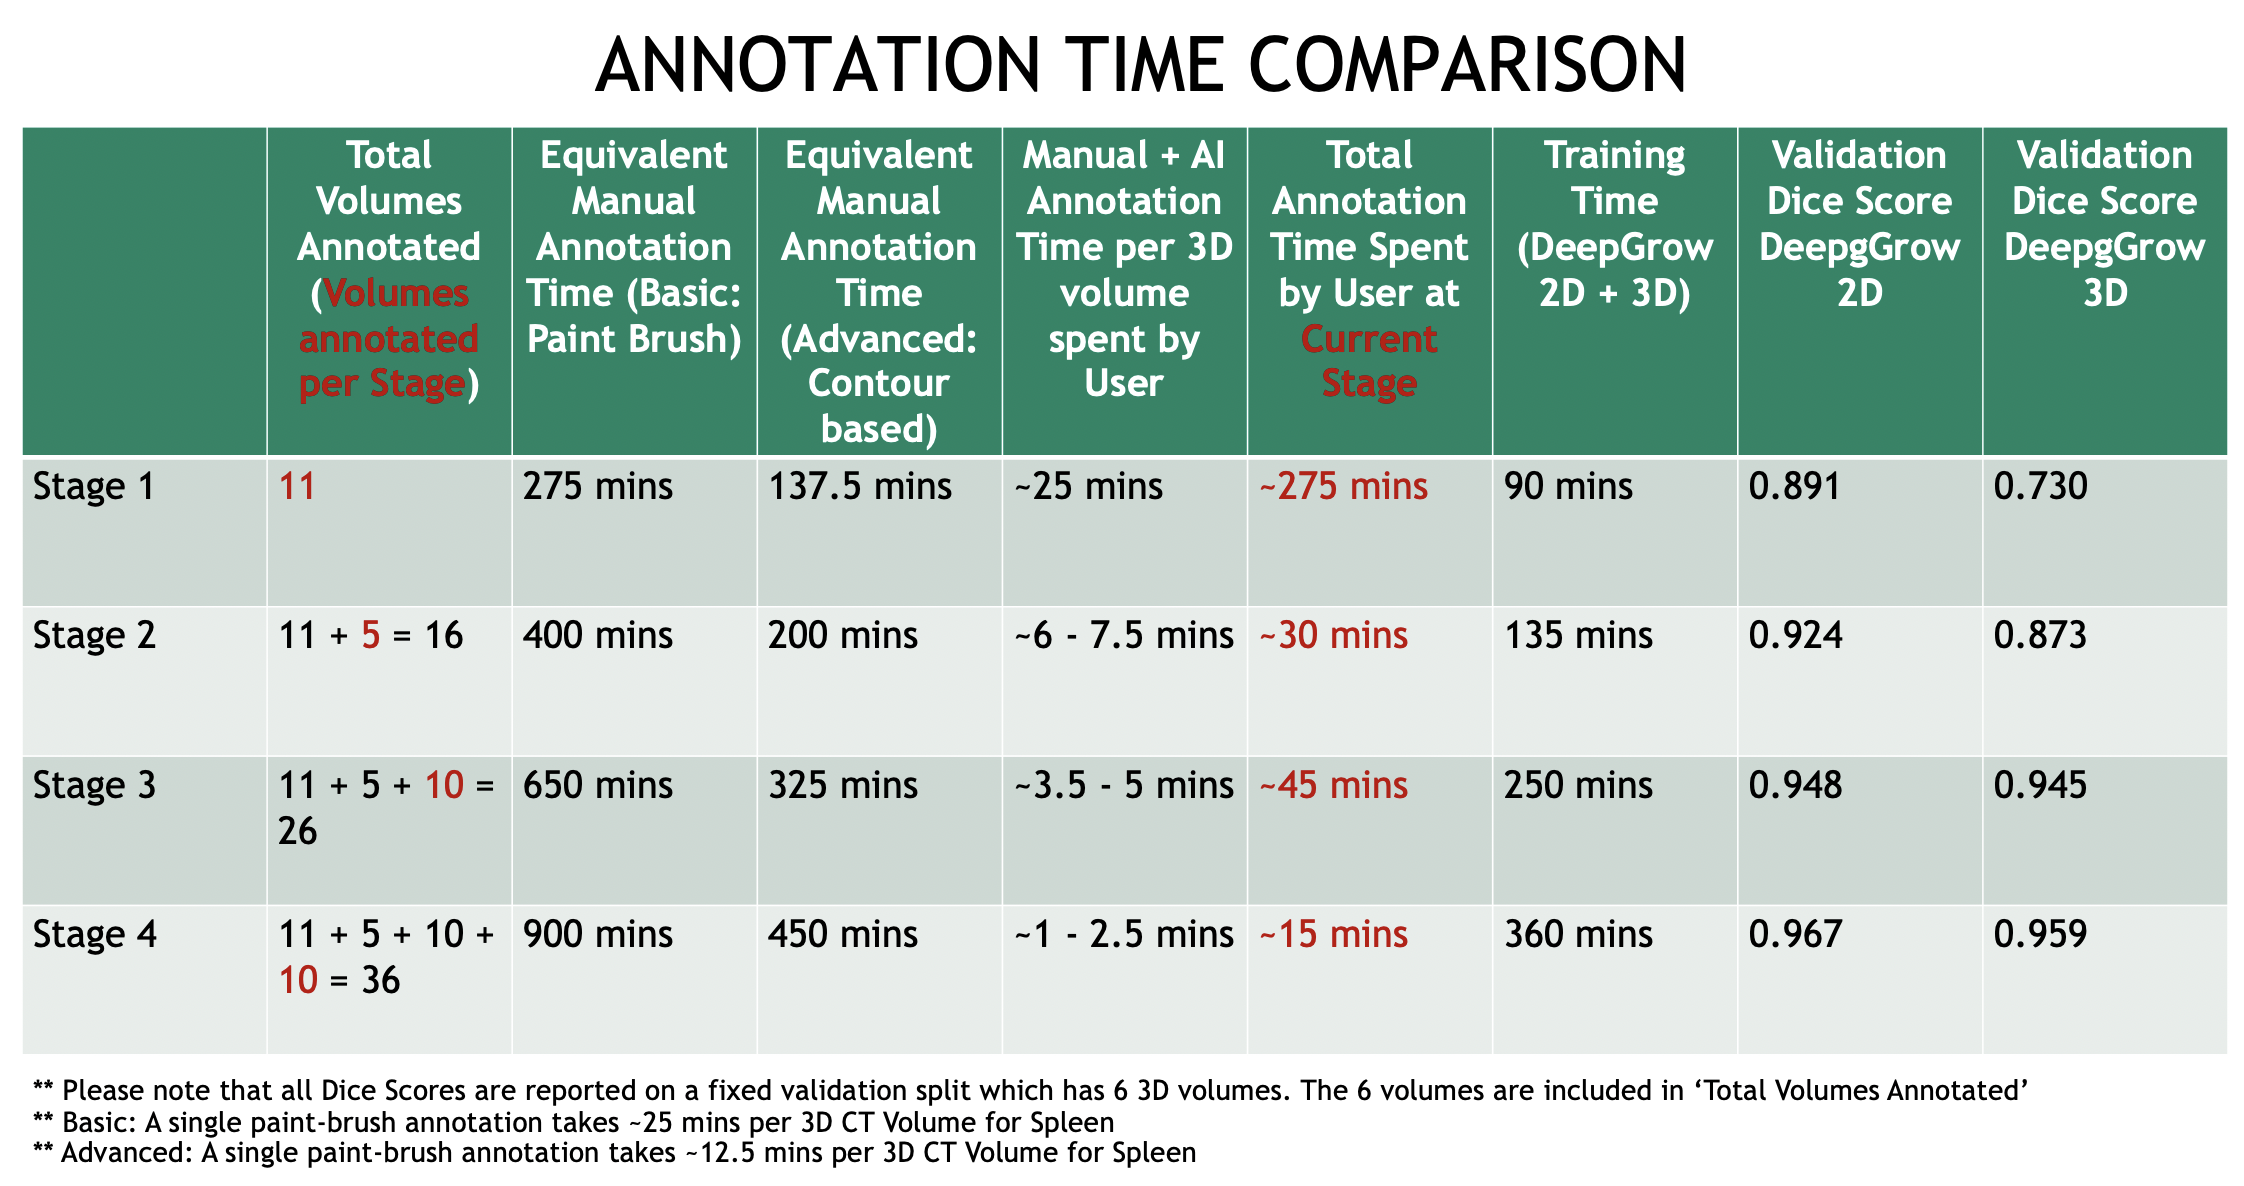 ANNOTATION TIME COMPARISON
Total
Volumes
Annotated
(Volumes
annotated
per Stage)
Equivalent
Manual
Annotation
Time (Basic:
Paint Brush)
Equivalent
Manual
Annotation
Time
(Advanced:
Contour
based)
Manual + AI
Annotation
Time per 3D
volume
spent by
User
Total
Annotation
Time Spent
by User at
Current
Stage
Training
Time
(DeepGrow
2D + 3D)
Validation
Dice Score
DeepgGrow
2D
Validation
Dice Score
DeepgGrow
3D
Stage 1
11
275 mins
137.5 mins
~25 mins
~275 mins
90 mins
0.891
0.730
Stage 2
11 + 5 = 16
400 mins
200 mins
~6 - 7.5 mins
~30 mins
135 mins
0.924
0.873
Stage 3
11 + 5 + 10 =
26
650 mins
325 mins
~3.5 - 5 mins
~45 mins
250 mins
0.948
0.945
Stage 4
11 + 5 + 10 +
10 = 36
900 mins
450 mins
~1 - 2.5 mins
~15 mins
360 mins
0.967
0.959
** Please note that all Dice Scores are reported on a fixed validation split which has 6 3D volumes. The 6 volumes are included in ‘Total Volumes Annotated’
** Basic: A single paint-brush annotation takes ~25 mins per 3D CT Volume for Spleen
** Advanced: A single paint-brush annotation takes ~12.5 mins per 3D CT Volume for Spleen